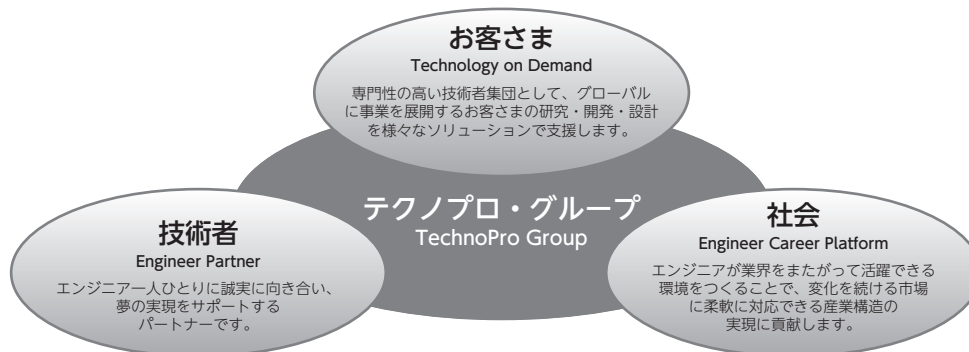 お客さま
Technology on Demand
専門性の高い技術者集団として、グローバル
に事業を展開するお客さまの研究・開発・設計
を様々なソリューションで支援します。
テクノプロ・グループ
TechnoPro Group
技術者
Engineer Partner
エンジニア一人ひとりに誠実に向き合い、
夢の実現をサポートする
パートナーです。
社会
Engineer Career Platform
エンジニアが業界をまたがって活躍できる
環境をつくることで、変化を続ける市場
に柔軟に対応できる産業構造の
実現に貢献します。